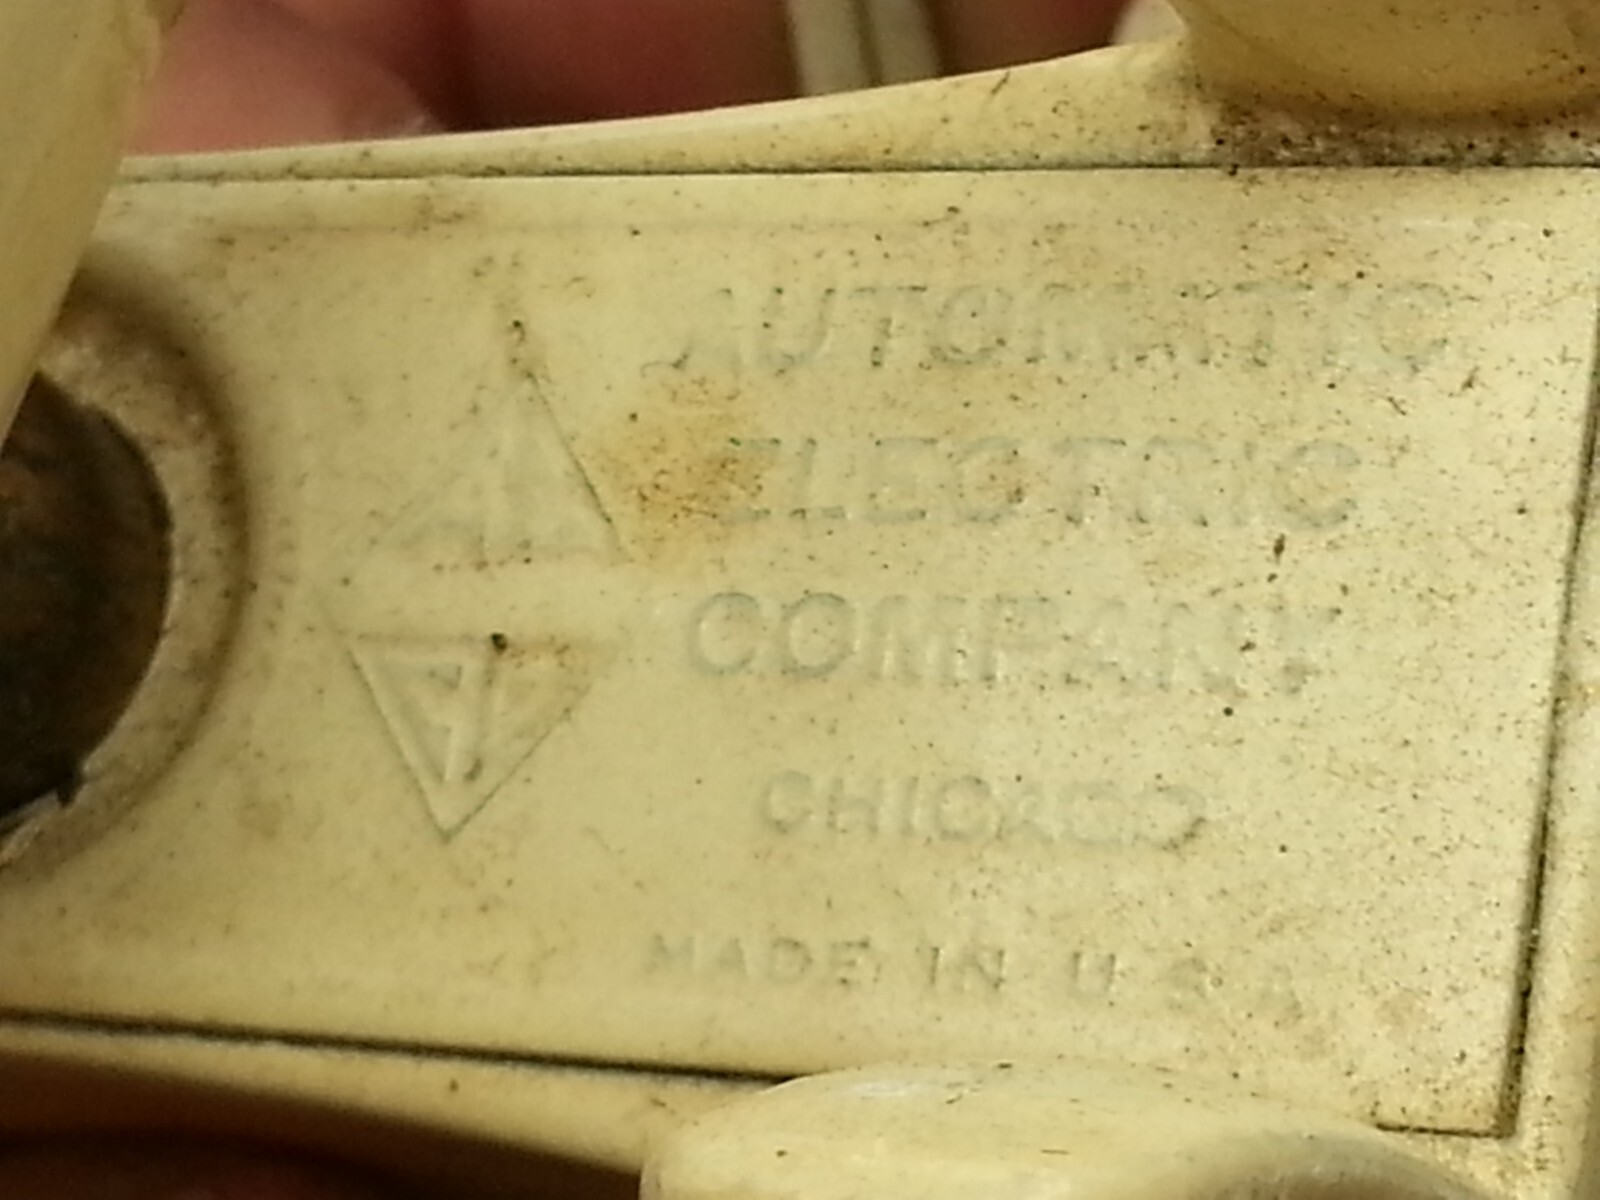 AUTOMATIC
ELECTRIC
COMPANY
CHICAGO
MADE IN U S A